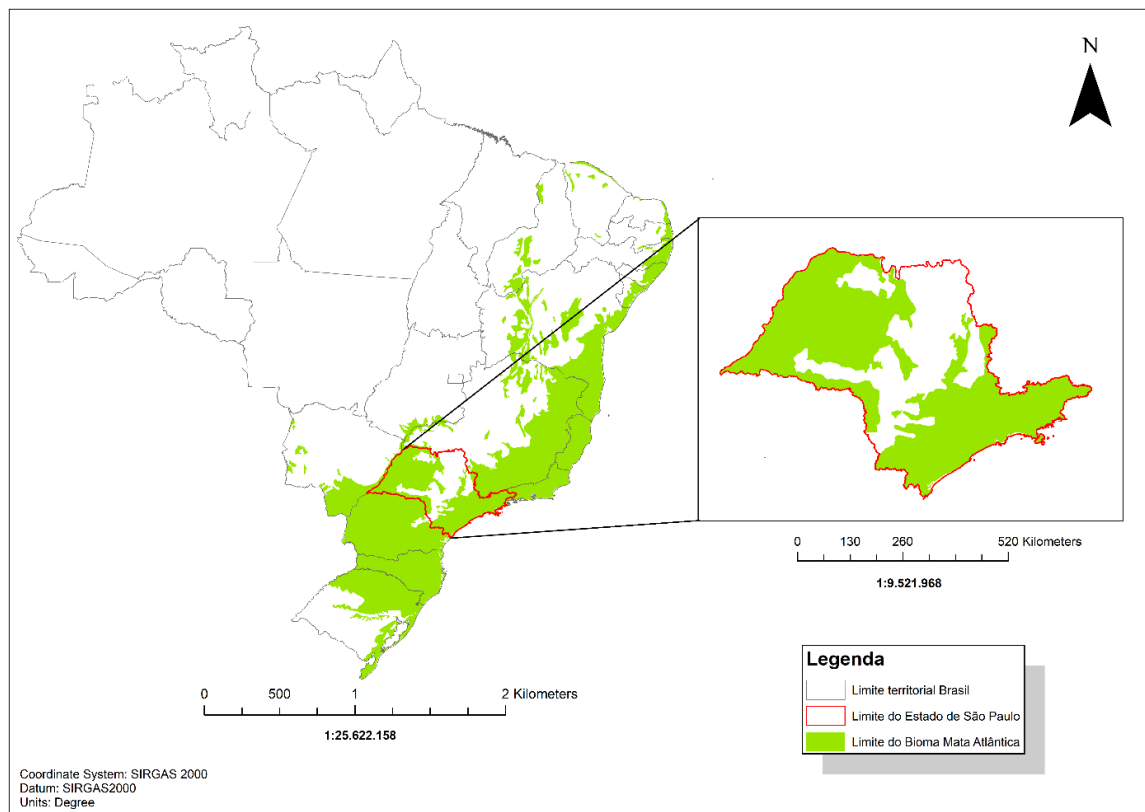 N
0 130 260 520 Kilometers
1:9.521.968
0 500 1 2 Kilometers
1:25.622.158
Legenda
Limite territorial Brasil
Limite do Estado de São Paulo
Limite do Bioma Mata Atlântica
Coordinate System: SIRGAS 2000
Datum: SIRGAS2000
Units: Degree